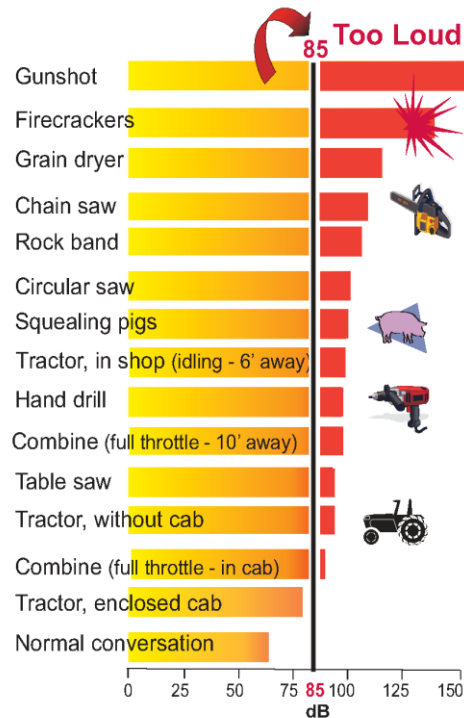 85 Too Loud
Gunshot
Firecrackers
Grain dryer
Chain saw
Rock band
Circular saw
Squealing pigs
Tractor, in shop (idling - 6' away)
Hand drill
Combine (full throttle - 10' away)
Table saw
Tractor, without cab
Combine (full throttle - in cab)
Tractor, enclosed cab
Normal conversation
0 25 50 75 85 100 125 150
dB